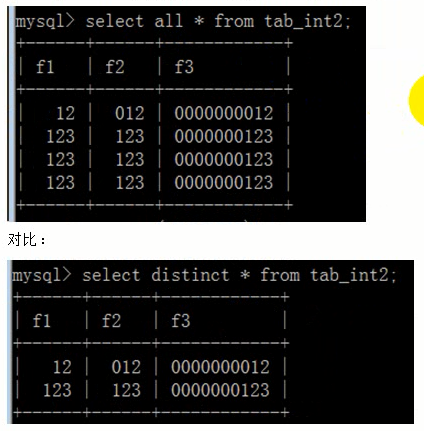 mysql> select all * from tab_int2;
+------+------+------------+
| f1   | f2   | f3         |
+------+------+------------+
|   12 |  012 | 0000000012 |
|  123 |  123 | 0000000123 |
|  123 |  123 | 0000000123 |
|  123 |  123 | 0000000123 |
+------+------+------------+
对比：
mysql> select distinct * from tab_int2;
+------+------+------------+
| f1   | f2   | f3         |
+------+------+------------+
|   12 |  012 | 0000000012 |
|  123 |  123 | 0000000123 |
+------+------+------------+